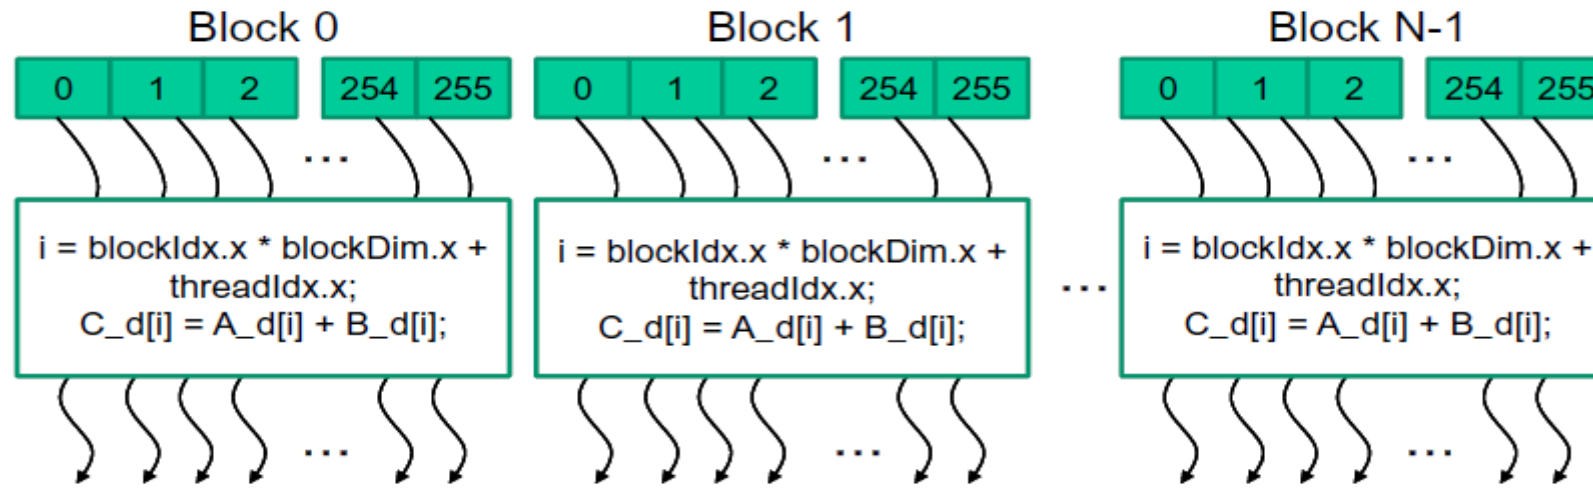 Block 0
0 1 2 254 255
...
i = blockIdx.x * blockDim.x +
threadIdx.x;
C_d[i] = A_d[i] + B_d[i];
...
Block 1
0 1 2 254 255
...
i = blockIdx.x * blockDim.x +
threadIdx.x;
C_d[i] = A_d[i] + B_d[i];
...
...
Block N-1
0 1 2 254 255
...
i = blockIdx.x * blockDim.x +
threadIdx.x;
C_d[i] = A_d[i] + B_d[i];
...